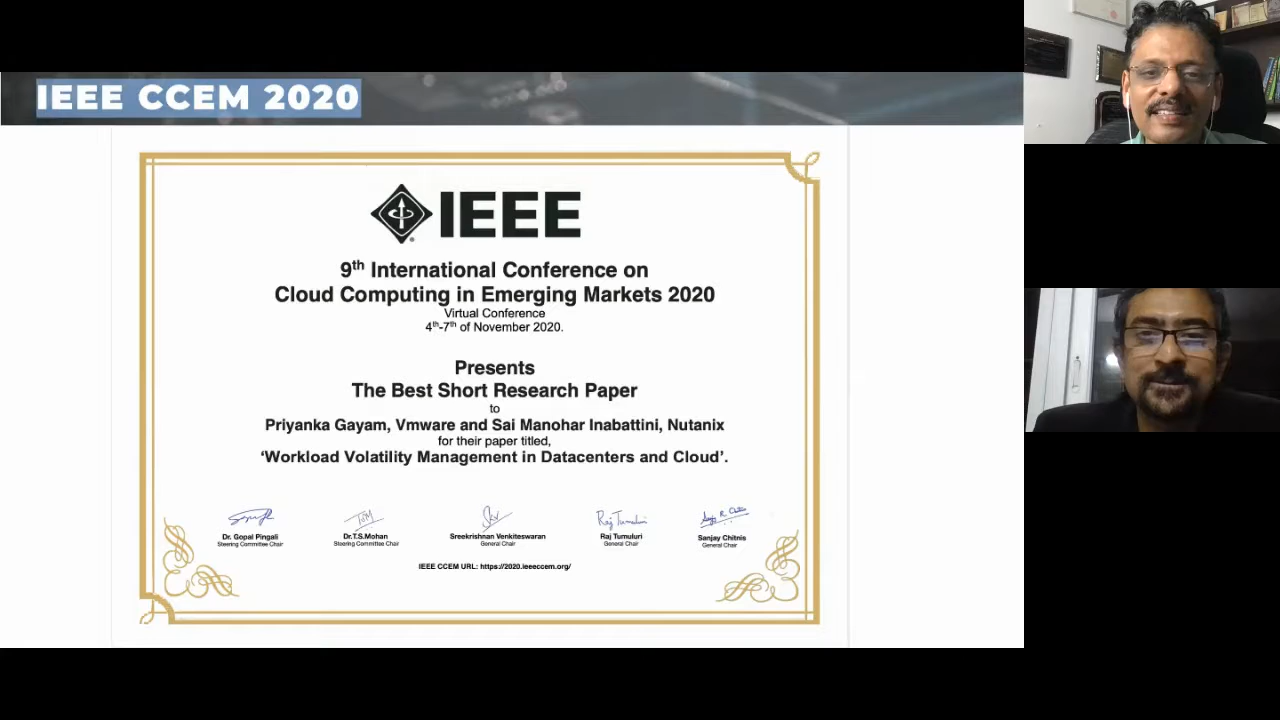 IEEE CCEM 2020
IEEE
9th International Conference on
Cloud Computing in Emerging Markets 2020
Virtual Conference
4th-7th of November 2020.
Presents
The Best Short Research Paper
to
Priyanka Gayam, Vmware and Sai Manohar Inabattini, Nutanix
for their paper titled,
‘Workload Volatility Management in Datacenters and Cloud’.
Raj Tumuluri
Sanjay R. Chitnis
Dr. Gopal Pingali
Steering Committee Chair
Dr.T.S.Mohan
Steering Committee Chair
Sreekrishnan Venkiteswaran
General Chair
Raj Tumuluri
General Chair
Sanjay Chitnis
General Chair
IEEE CCEM URL: https://2020.ieeeccem.org/